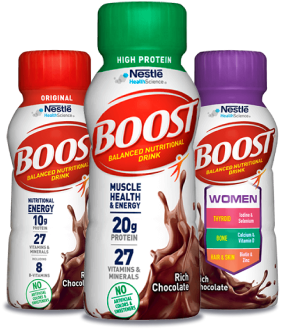 ORIGINAL
Nestlé
HealthScience
BOOST
BALANCED NUTRITIONAL
DRINK
NUTRITIONAL
ENERGY
10g
PROTEIN
27
VITAMINS &
MINERALS
INCLUDING
8
B-VITAMINS
NO
ARTIFICIAL
COLORS &
SWEETENERS
Rich
Chocolate
HIGH PROTEIN
Nestlé
HealthScience
BOOST
BALANCED NUTRITIONAL
DRINK
MUSCLE
HEALTH
& ENERGY
20g
PROTEIN
27
VITAMINS &
MINERALS
NO
ARTIFICIAL
COLORS &
SWEETENERS
Rich
Chocolate
Nestlé
HealthScience
BOOST
BALANCED NUTRITIONAL
DRINK
WOMEN
THYROID
Iodine &
Selenium
BONE
Calcium &
Vitamin D
HAIR & SKIN
Biotin &
Zinc
Rich
Chocolate